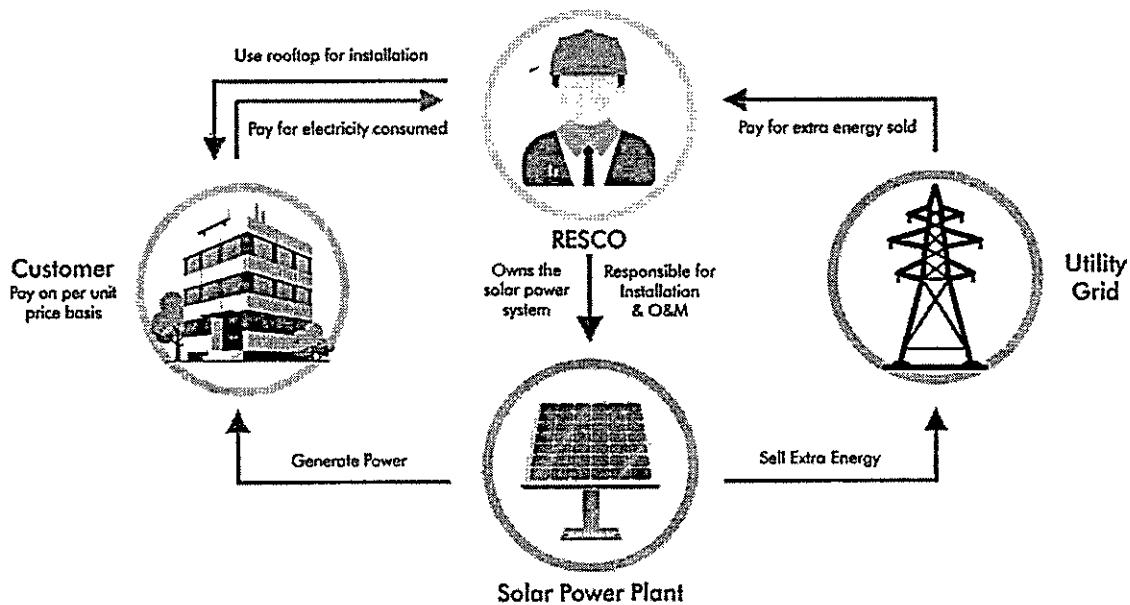 Use rooftop for installation
Pay for electricity consumed
Pay for extra energy sold
RESCO
Owns the
solar power
system
Responsible for
Installation
& O&M
Customer
Pay on per unit
price basis
Utility
Grid
Generate Power
Sell Extra Energy
Solar Power Plant